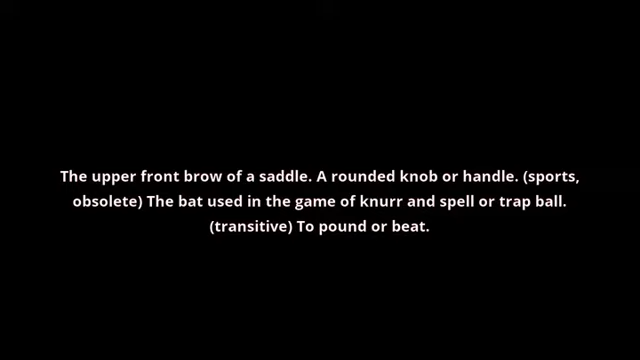 The upper front brow of a saddle. A rounded knob or handle. (sports,
obsolete) The bat used in the game of knurr and spell or trap ball.
(transitive) To pound or beat.